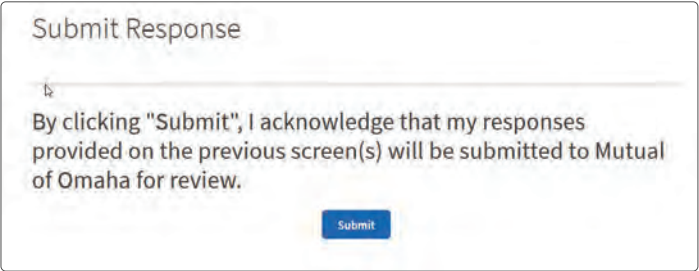 Submit Response
By clicking "Submit", I acknowledge that my responses
provided on the previous screen(s) will be submitted to Mutual
of Omaha for review.
Submit